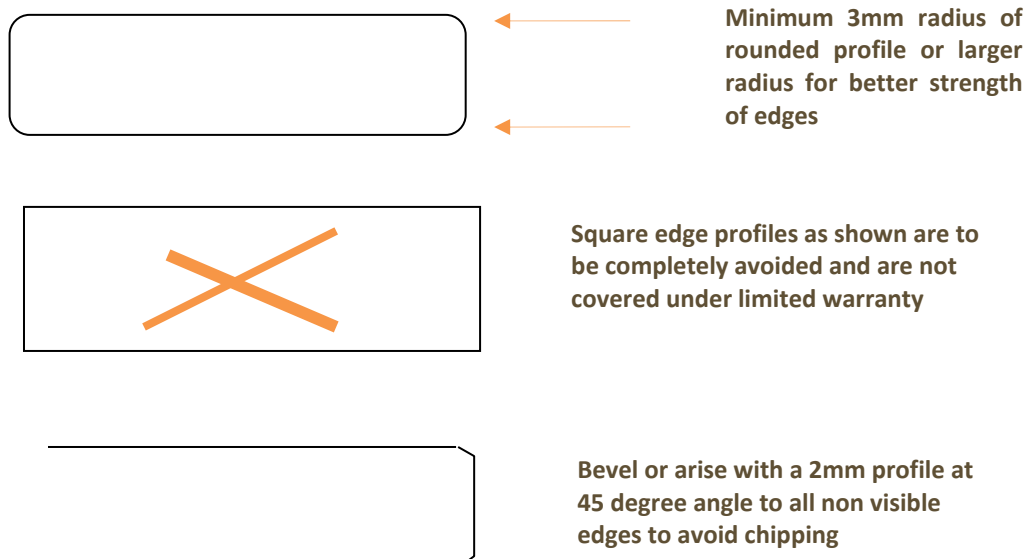 Minimum 3mm radius of
rounded profile or larger
radius for better strength
of edges
Square edge profiles as shown are to
be completely avoided and are not
covered under limited warranty
Bevel or arise with a 2mm profile at
45 degree angle to all non visible
edges to avoid chipping